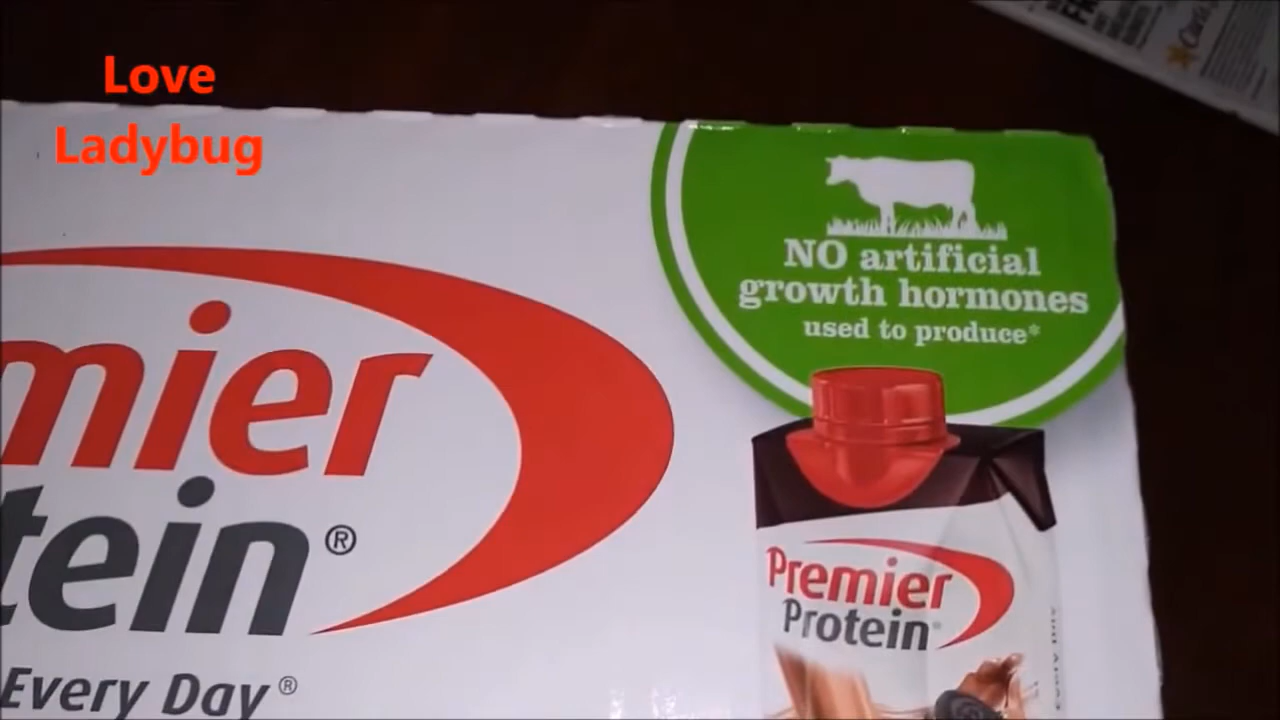 Love
Ladybug
NO artificial
growth hormones
used to produce*
mier
tein®
Every Day®
Premier
Protein